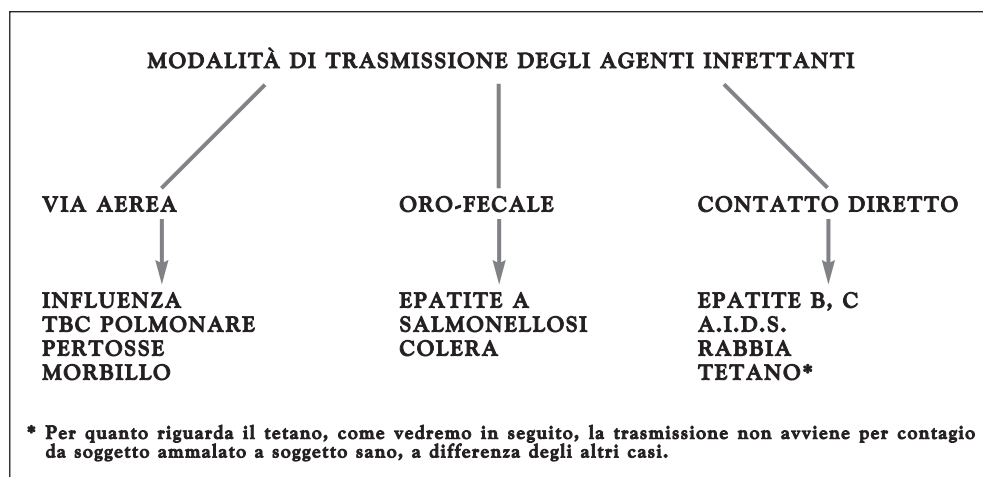 MODALITÀ DI TRASMISSIONE DEGLI AGENTI INFETTANTI
VIA AEREA
ORO-FECALE
CONTATTO DIRETTO
INFLUENZA
TBC POLMONARE
PERTOSSE
MORBILLO
EPATITE A
SALMONELLOSI
COLERA
EPATITE B, C
A.I.D.S.
RABBIA
TETANO*
* Per quanto riguarda il tetano, come vedremo in seguito, la trasmissione non avviene per contagio
da soggetto ammalato a soggetto sano, a differenza degli altri casi.